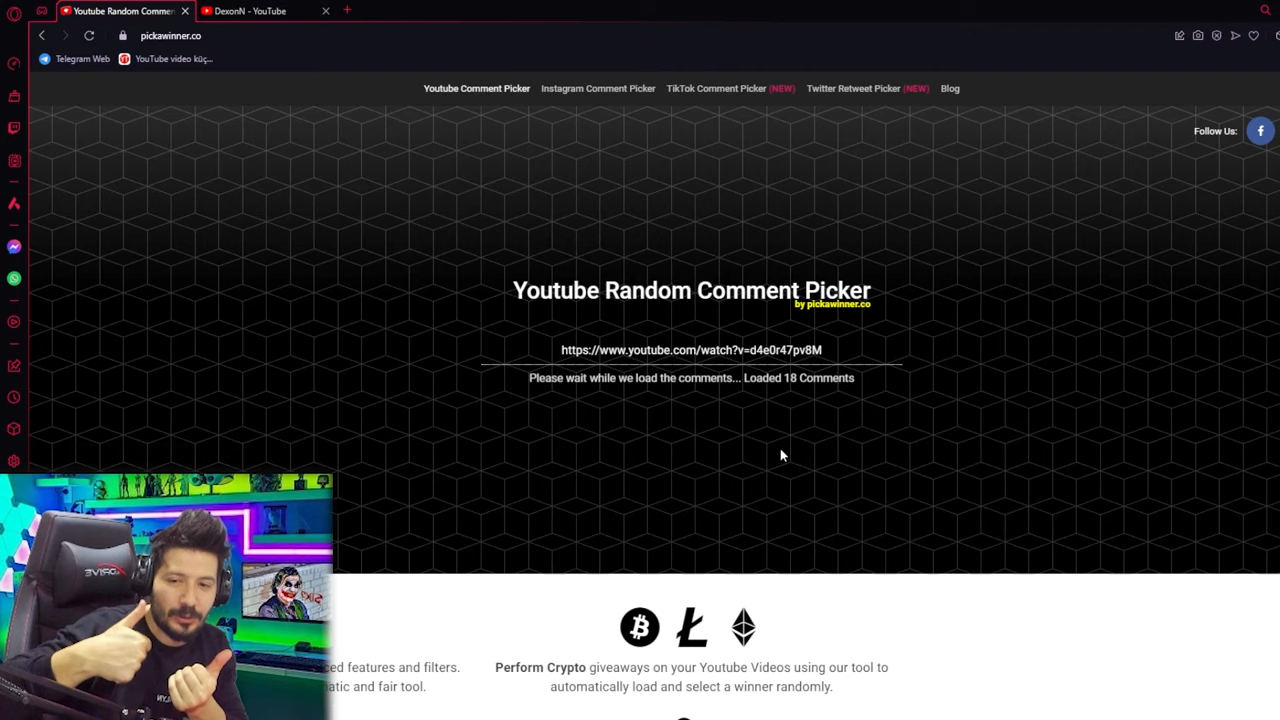 Youtube Random Commen
DexonN - YouTube
pickawinner.co
Telegram Web
YouTube video küç...
Youtube Comment Picker
Instagram Comment Picker
TikTok Comment Picker (NEW)
Twitter Retweet Picker (NEW)
Blog
Follow Us:
Youtube Random Comment Picker
by pickawinner.co
https://www.youtube.com/watch?v=d4e0r47pv8M
Please wait while we load the comments... Loaded 18 Comments
ced features and filters.
atic and fair tool.
Perform Crypto giveaways on your Youtube Videos using our tool to
automatically load and select a winner randomly.